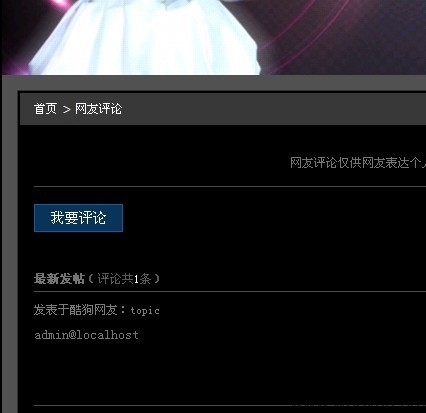 首页 > 网友评论
网友评论仅供网友表达个
我要评论
最新发帖（评论共1条）
发表于酷狗网友：topic
admin@localhost